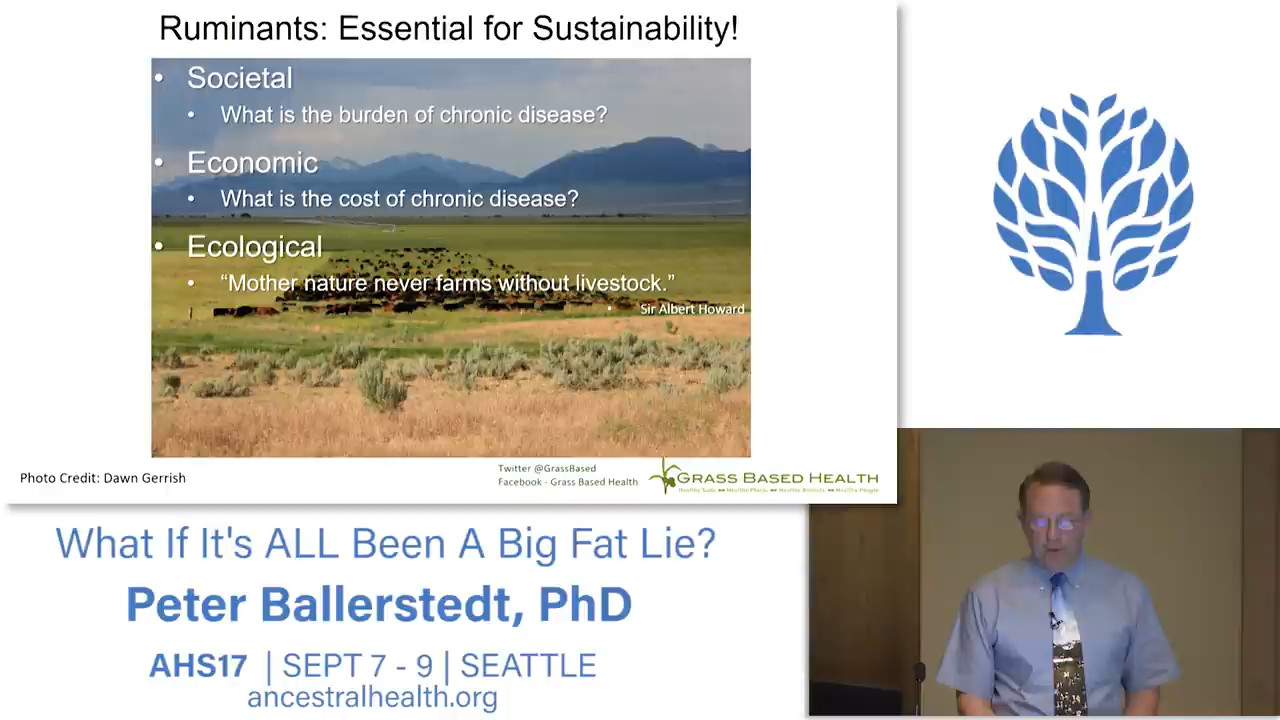 Ruminants: Essential for Sustainability!
• Societal
• What is the burden of chronic disease?
• Economic
• What is the cost of chronic disease?
• Ecological
• “Mother nature never farms without livestock.”
• Sir Albert Howard
Photo Credit: Dawn Gerrish
Twitter @GrassBased
Facebook - Grass Based Health
GRASS BASED HEALTH
What If It's ALL Been A Big Fat Lie?
Peter Ballerstedt, PhD
AHS17 | SEPT 7 - 9 | SEATTLE
ancestralhealth.org